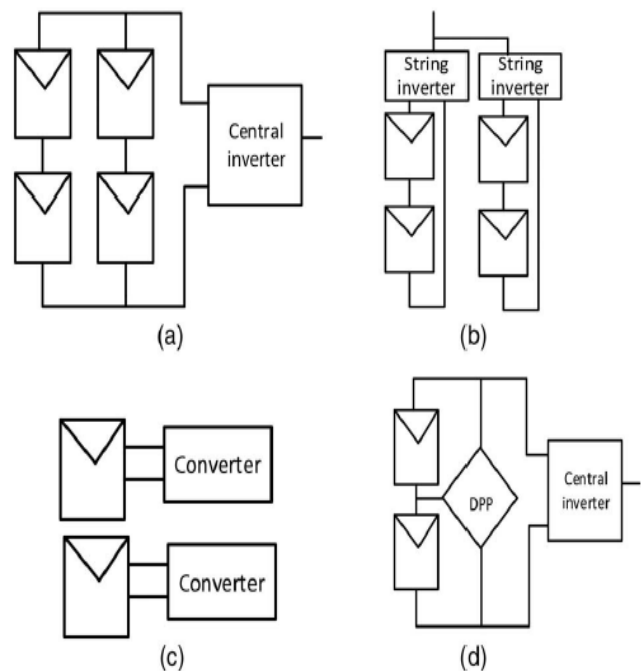 Central
inverter
(a)
String
inverter
String
inverter
(b)
Converter
Converter
(c)
DPP
Central
inverter
(d)